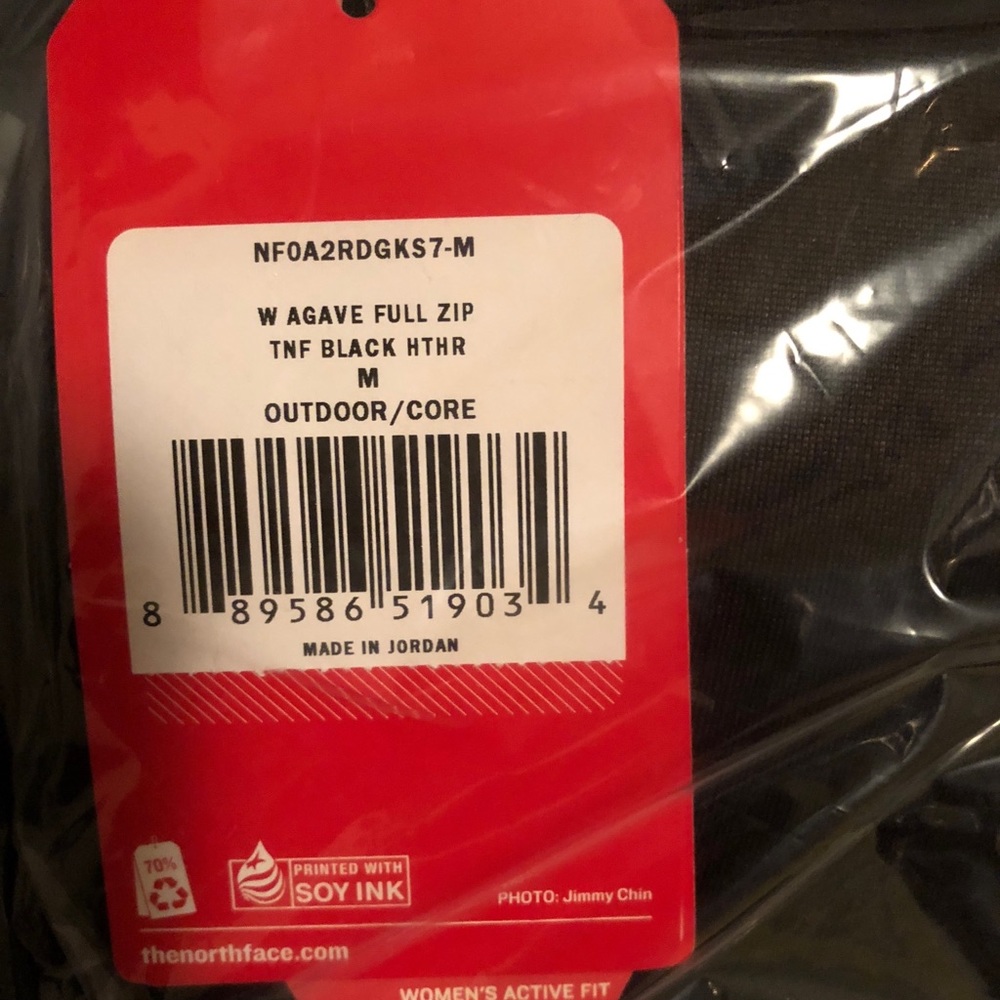 NF0A2RDGKS7-M
W AGAVE FULL ZIP
TNF BLACK HTHR
M
OUTDOOR/CORE
8 89586 51903 4
MADE IN JORDAN
70%
PRINTED WITH
SOY INK
PHOTO: Jimmy Chin
thenorthface.com
WOMEN'S ACTIVE FIT